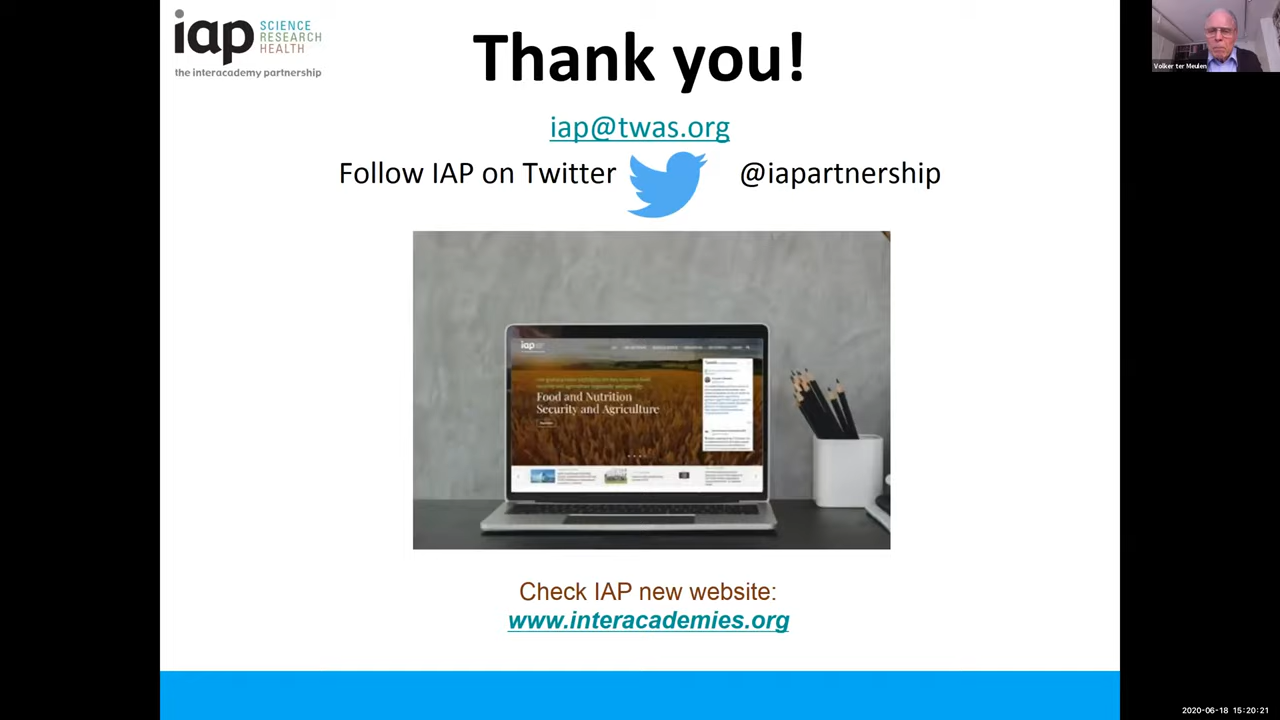 iap SCIENCE
RESEARCH
HEALTH
the interacademy partnership
Thank you!
iap@twas.org
Follow IAP on Twitter @iapartnership
Volker ter Meulen
iap
Food and Nutrition
Security and Agriculture
Check IAP new website:
www.interacademies.org
2020-06-18 15:20:21